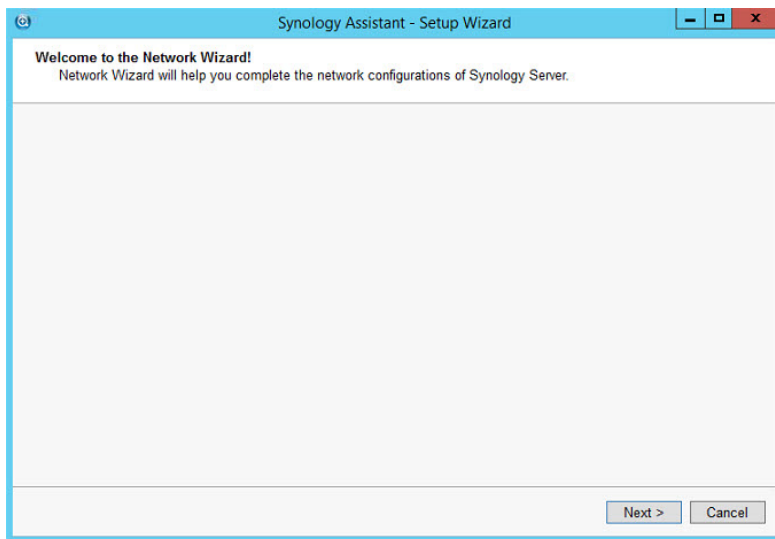 Synology Assistant - Setup Wizard
Welcome to the Network Wizard!
Network Wizard will help you complete the network configurations of Synology Server.
Next >
Cancel